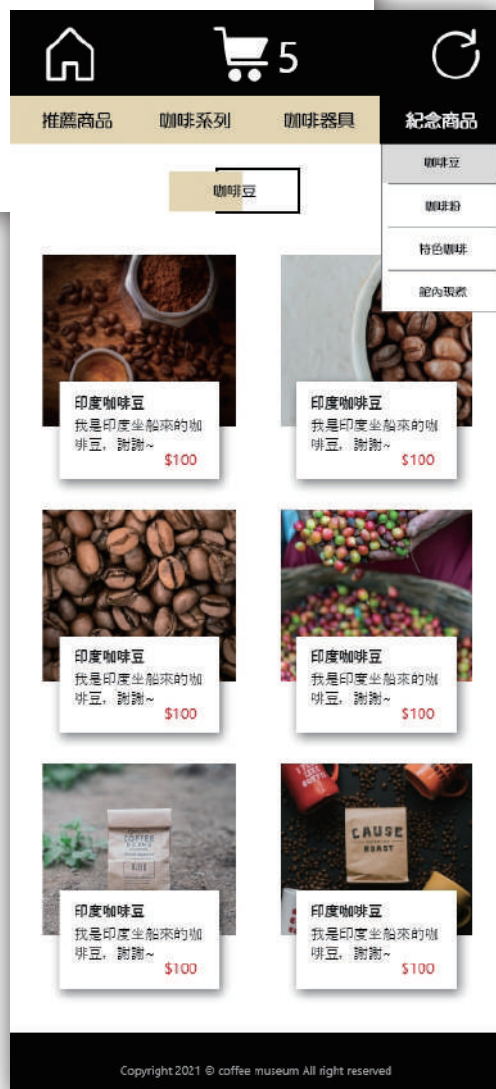 5
推薦商品 咖啡系列 咖啡器具 紀念商品
咖啡豆
咖啡粉
特色咖啡
館內現煮
咖啡豆
印度咖啡豆
我是印度坐船來的咖
啡豆，謝謝~
$100
印度咖啡豆
我是印度坐船來的咖
啡豆，謝謝~
$100
印度咖啡豆
我是印度坐船來的咖
啡豆，謝謝~
$100
印度咖啡豆
我是印度坐船來的咖
啡豆，謝謝~
$100
COFFEE
BEANS
印度咖啡豆
我是印度坐船來的咖
啡豆，謝謝~
$100
CAUSE
ROAST
印度咖啡豆
我是印度坐船來的咖
啡豆，謝謝~
$100
Copyright 2021 © coffee museum All right reserved